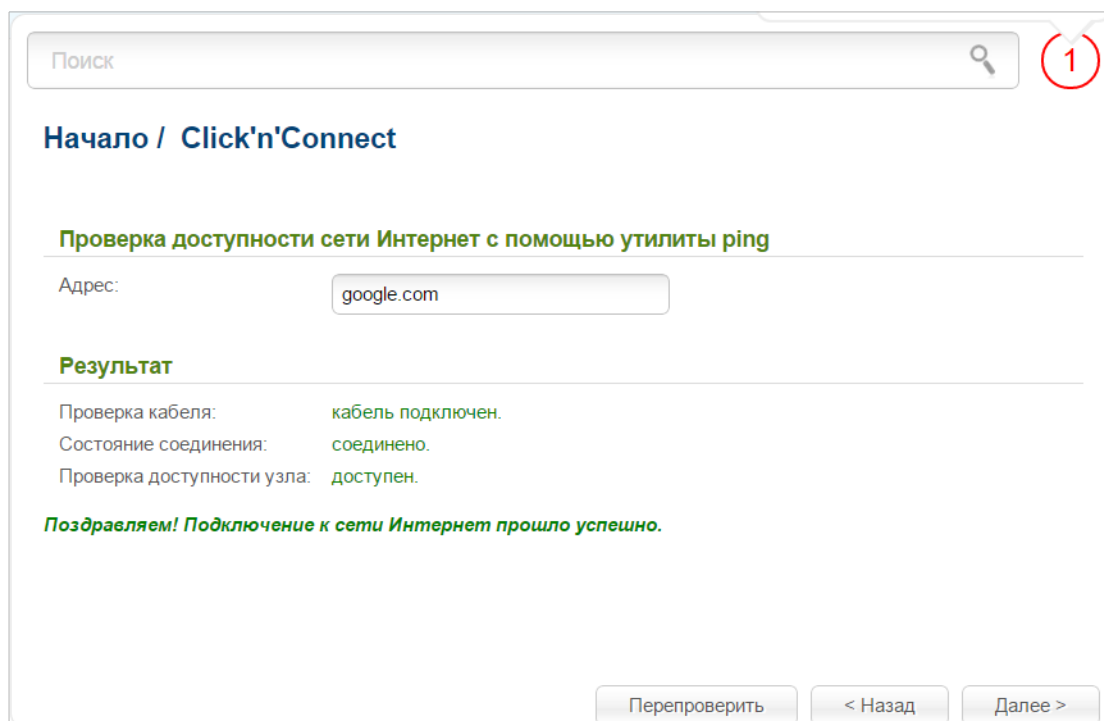 Поиск
1
Начало / Click'n'Connect
Проверка доступности сети Интернет с помощью утилиты ping
Адрес: google.com
Результат
Проверка кабеля: кабель подключен.
Состояние соединения: соединено.
Проверка доступности узла: доступен.
Поздравляем! Подключение к сети Интернет прошло успешно.
Перепроверить < Назад Далее >